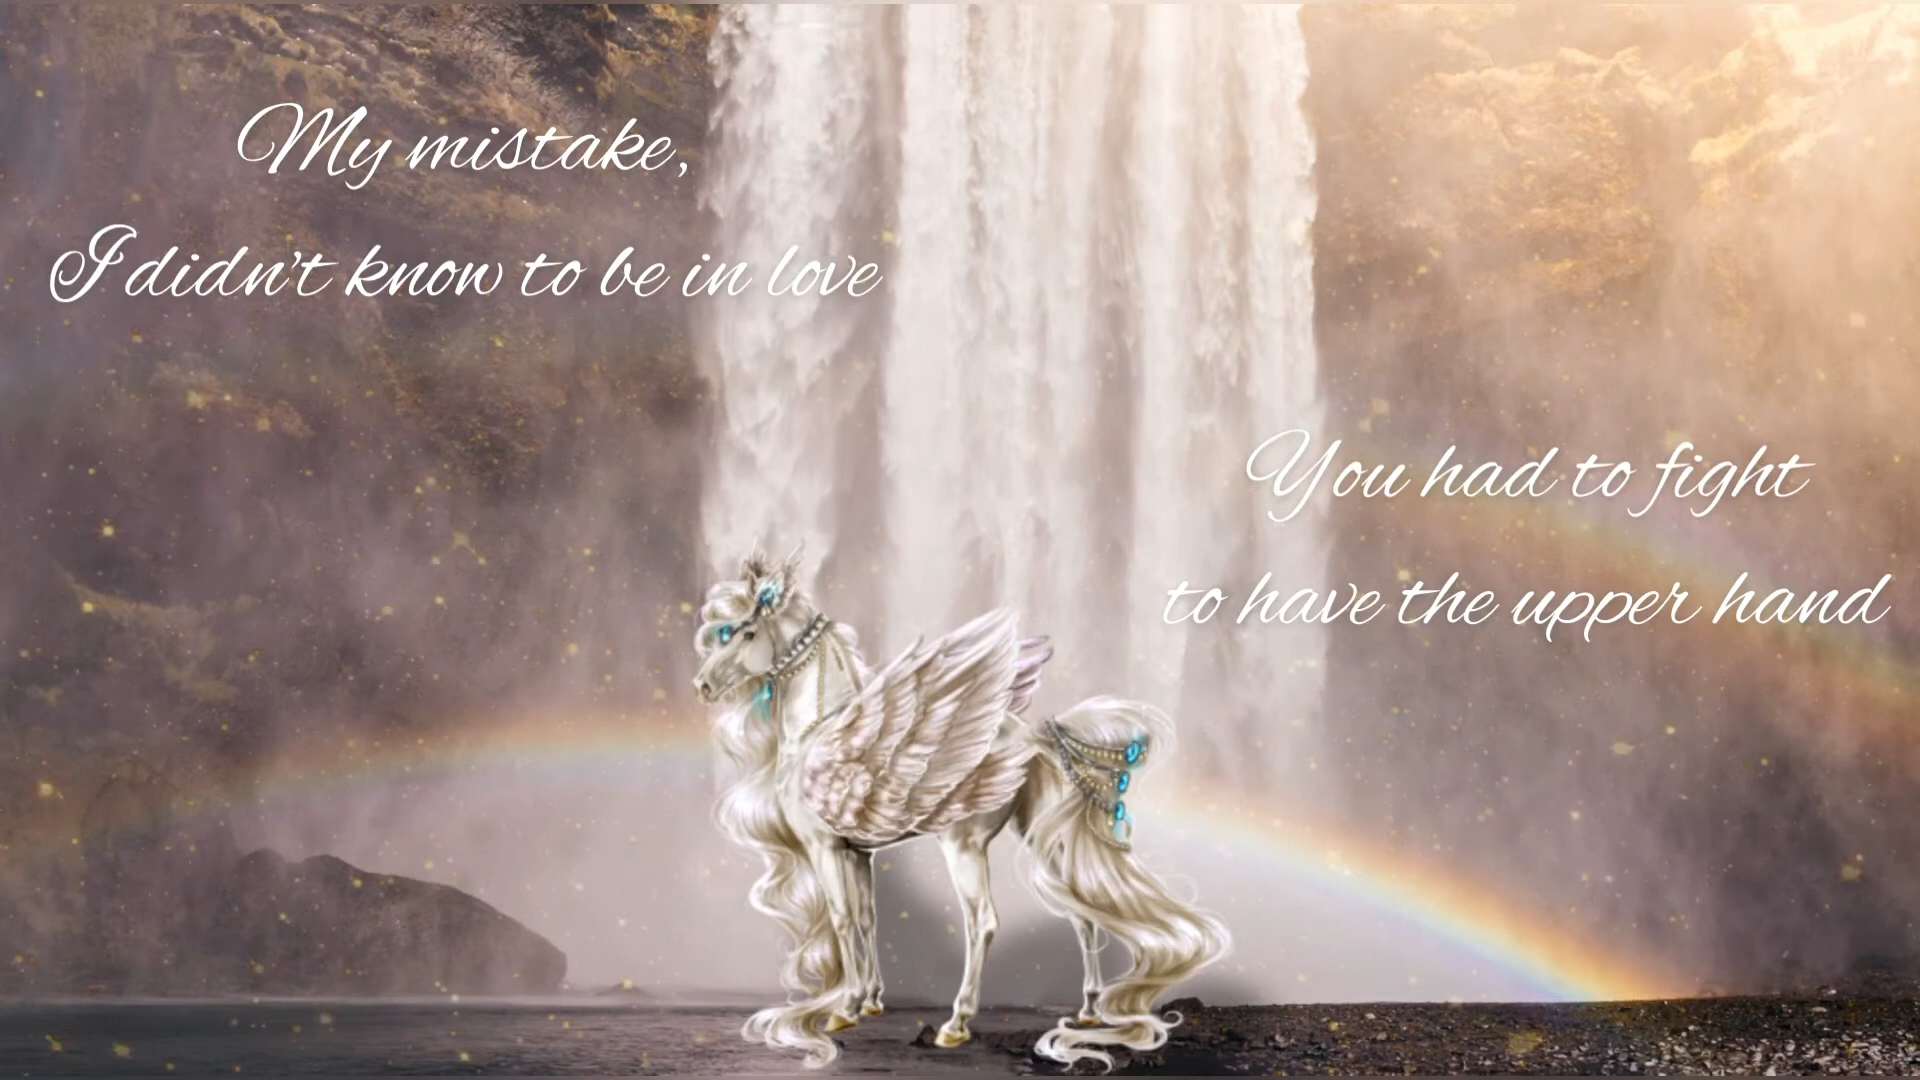 My mistake,
I didn't know to be in love
You had to fight
to have the upper hand